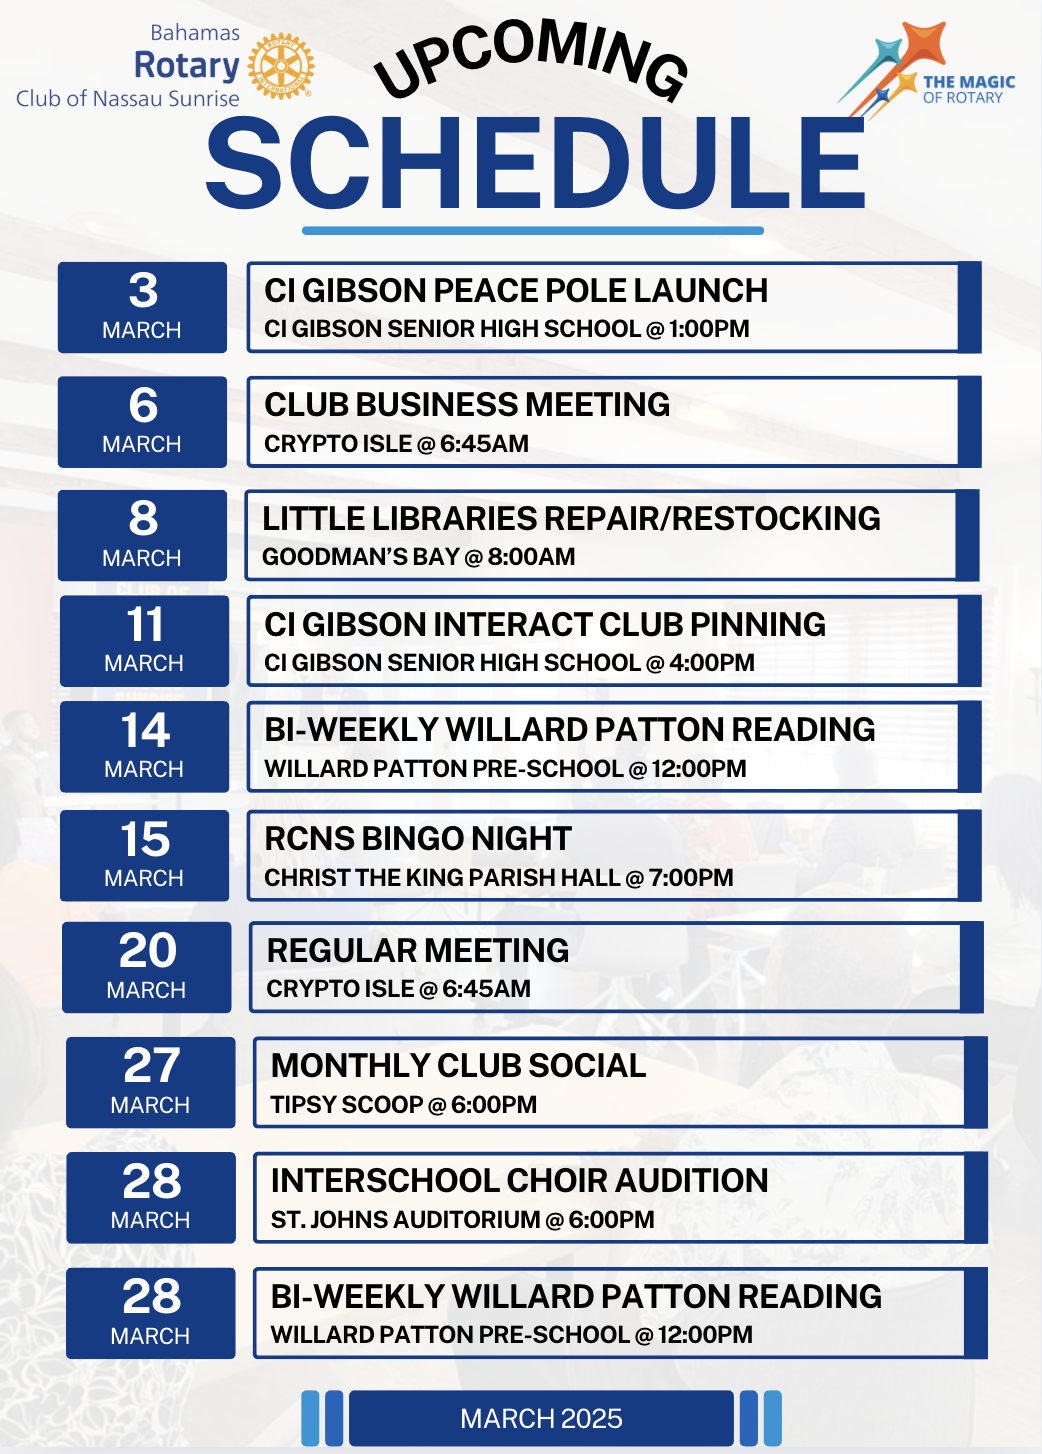 Bahamas
Rotary
Club of Nassau Sunrise
UPCOMING
THE MAGIC
OF ROTARY
SCHEDULE
3
MARCH
CI GIBSON PEACE POLE LAUNCH
CI GIBSON SENIOR HIGH SCHOOL @ 1:00PM
6
MARCH
CLUB BUSINESS MEETING
CRYPTO ISLE @ 6:45AM
8
MARCH
LITTLE LIBRARIES REPAIR/RESTOCKING
GOODMAN'S BAY @ 8:00AM
11
MARCH
CI GIBSON INTERACT CLUB PINNING
CI GIBSON SENIOR HIGH SCHOOL @ 4:00PM
14
MARCH
BI-WEEKLY WILLARD PATTON READING
WILLARD PATTON PRE-SCHOOL @ 12:00PM
15
MARCH
RCNS BINGO NIGHT
CHRIST THE KING PARISH HALL @ 7:00PM
20
MARCH
REGULAR MEETING
CRYPTO ISLE @ 6:45AM
27
MARCH
MONTHLY CLUB SOCIAL
TIPSY SCOOP @ 6:00PM
28
MARCH
INTERSCHOOL CHOIR AUDITION
ST. JOHNS AUDITORIUM @ 6:00PM
28
MARCH
BI-WEEKLY WILLARD PATTON READING
WILLARD PATTON PRE-SCHOOL @ 12:00PM
MARCH 2025